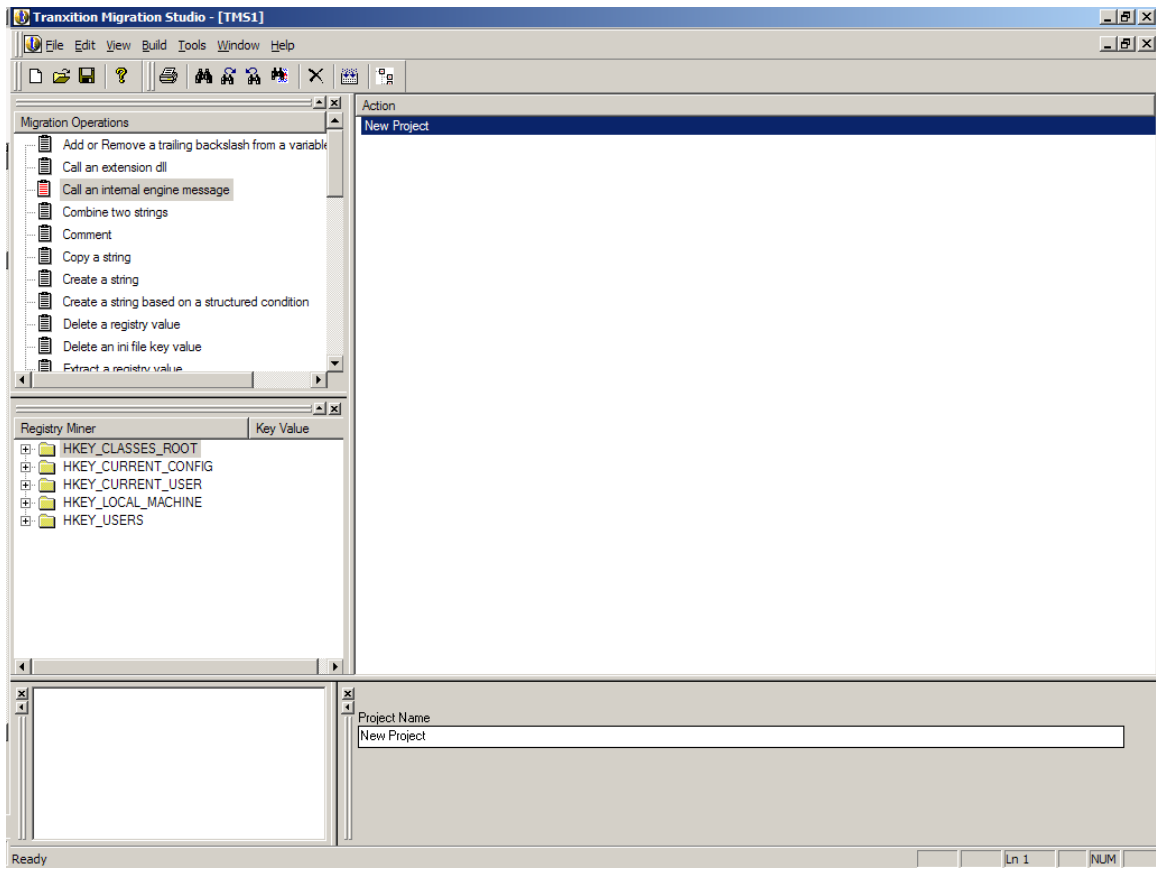 Tranxition Migration Studio - [TMS1]
File Edit View Build Tools Window Help
Migration Operations
Add or Remove a trailing backslash from a variable
Call an extension dll
Call an internal engine message
Combine two strings
Comment
Copy a string
Create a string
Create a string based on a structured condition
Delete a registry value
Delete an ini file key value
Extract a registry value
Registry Miner Key Value
HKEY_CLASSES_ROOT
HKEY_CURRENT_CONFIG
HKEY_CURRENT_USER
HKEY_LOCAL_MACHINE
HKEY_USERS
Action
New Project
Project Name
New Project
Ready Ln 1 NUM